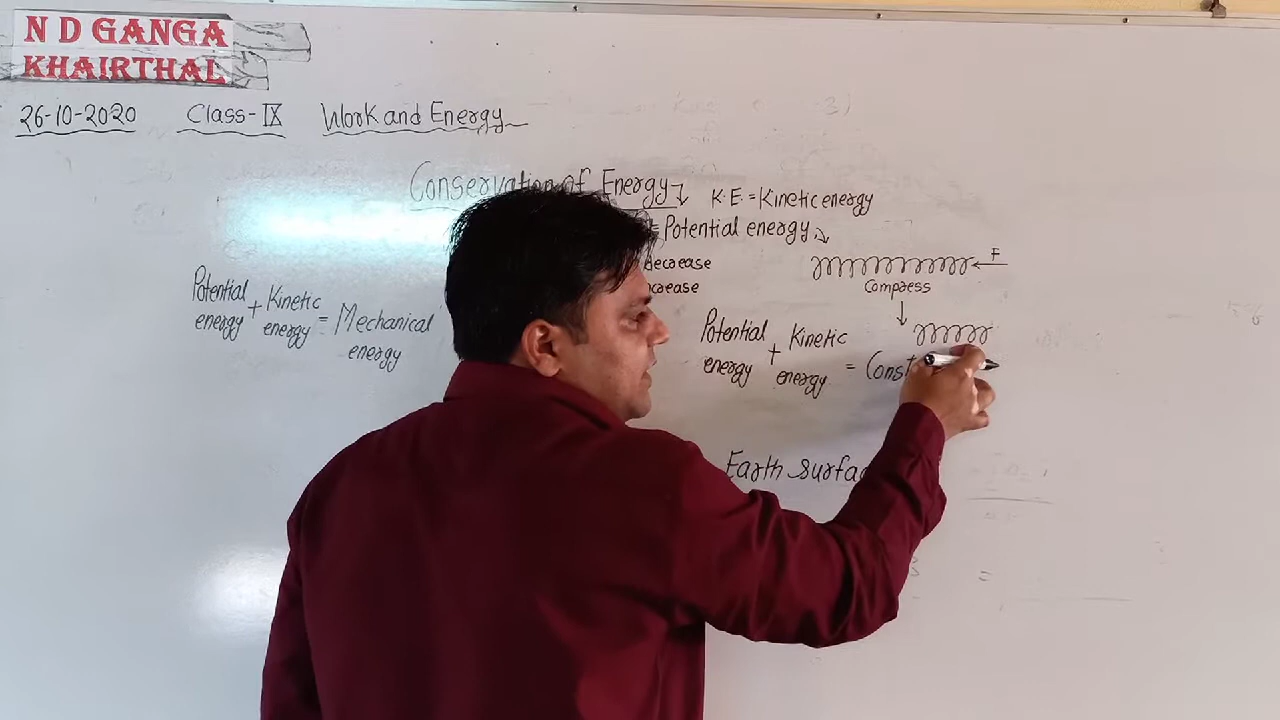 N D GANGA
KHAIRTHAL
26-10-2020 Class-IX Work and Energy
Conservation of Energy
K.E. = Kinetic energy
= Potential energy
decrease
crease
F
Compress
Potential energy + Kinetic energy = Mechanical energy
Potential energy + Kinetic energy = Const
Earth surfa